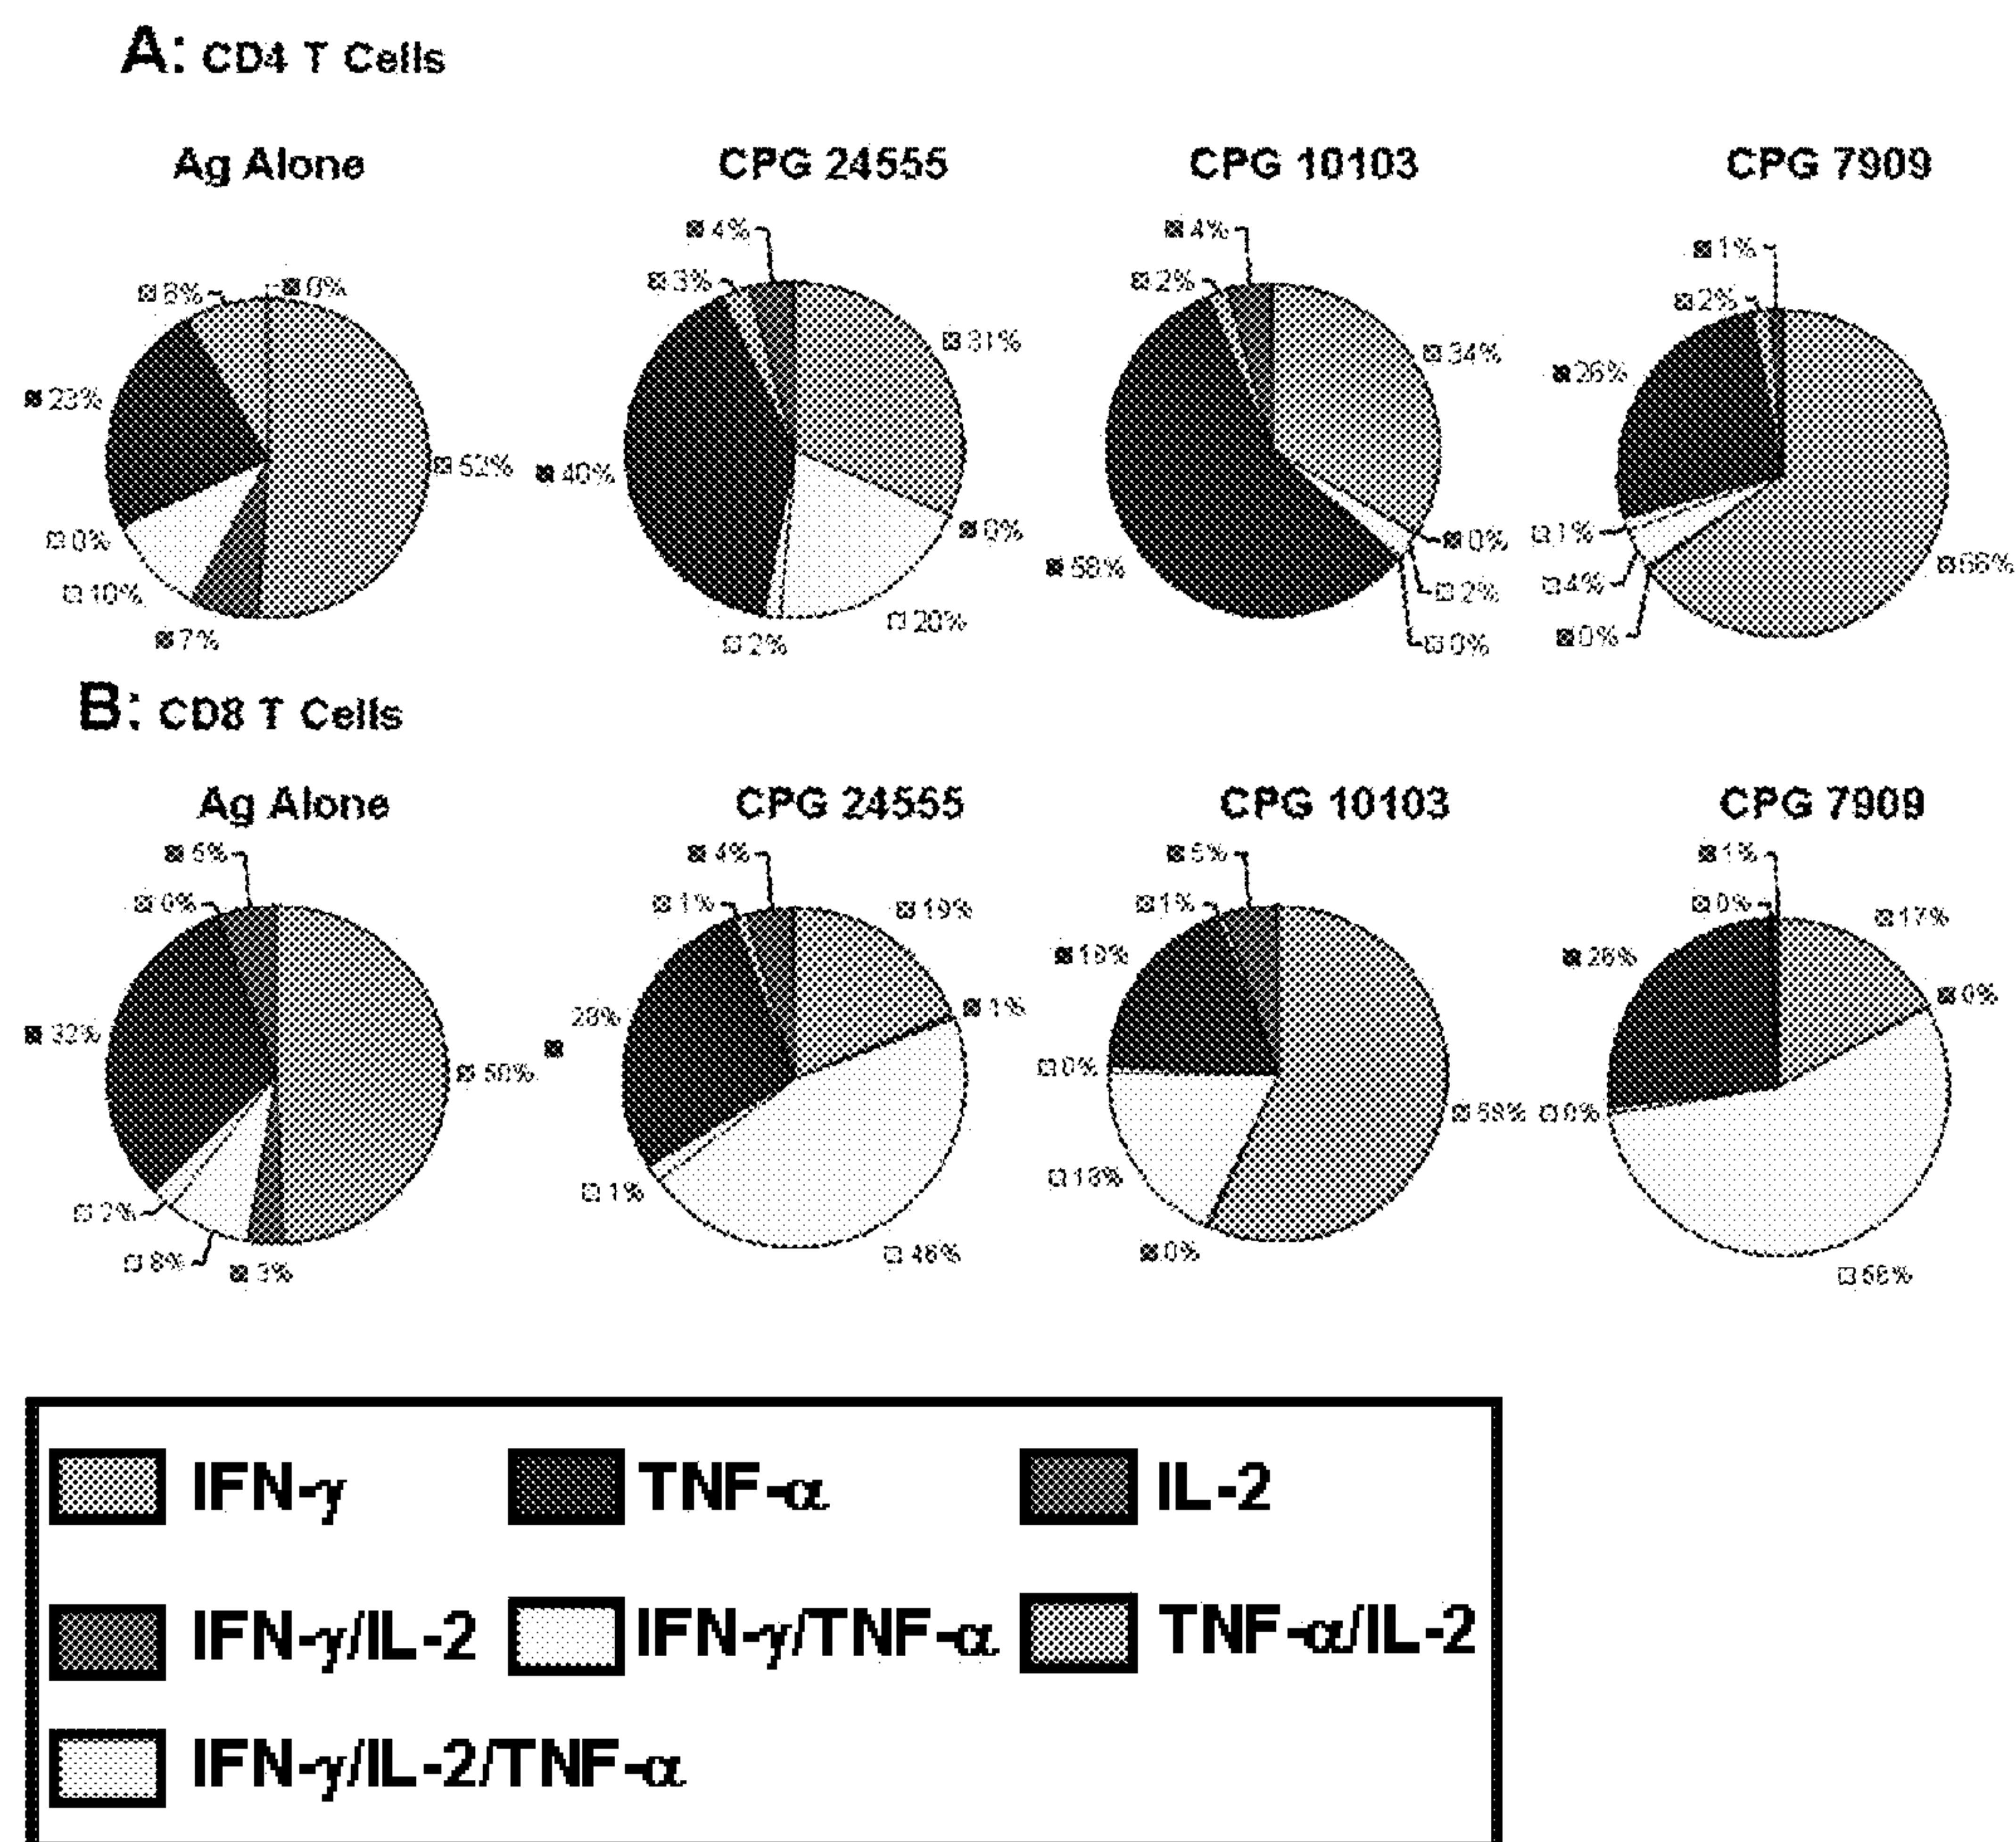 A: CD4 T Cells
Ag Alone CPG 24555 CPG 10103 CPG 7909
4% 4% 1%
8% 0% 3% 2% 2%
31% 34%
23% 26%
52% 40%
0% 0% 0% 1%
58% 66%
10% 20% 2% 4%
7% 2% 0% 0%
B: CD8 T Cells
Ag Alone CPG 24555 CPG 10103 CPG 7909
4% 5% 1%
0% 1% 19% 1% 0% 17%
32% 28% 1% 0%
50% 0% 58% 0%
2% 1% 18%
8% 3% 46% 0%
IFN-γ TNF-α IL-2
IFN-γ/IL-2 IFN-γ/TNF-α TNF-α/IL-2
IFN-γ/IL-2/TNF-α